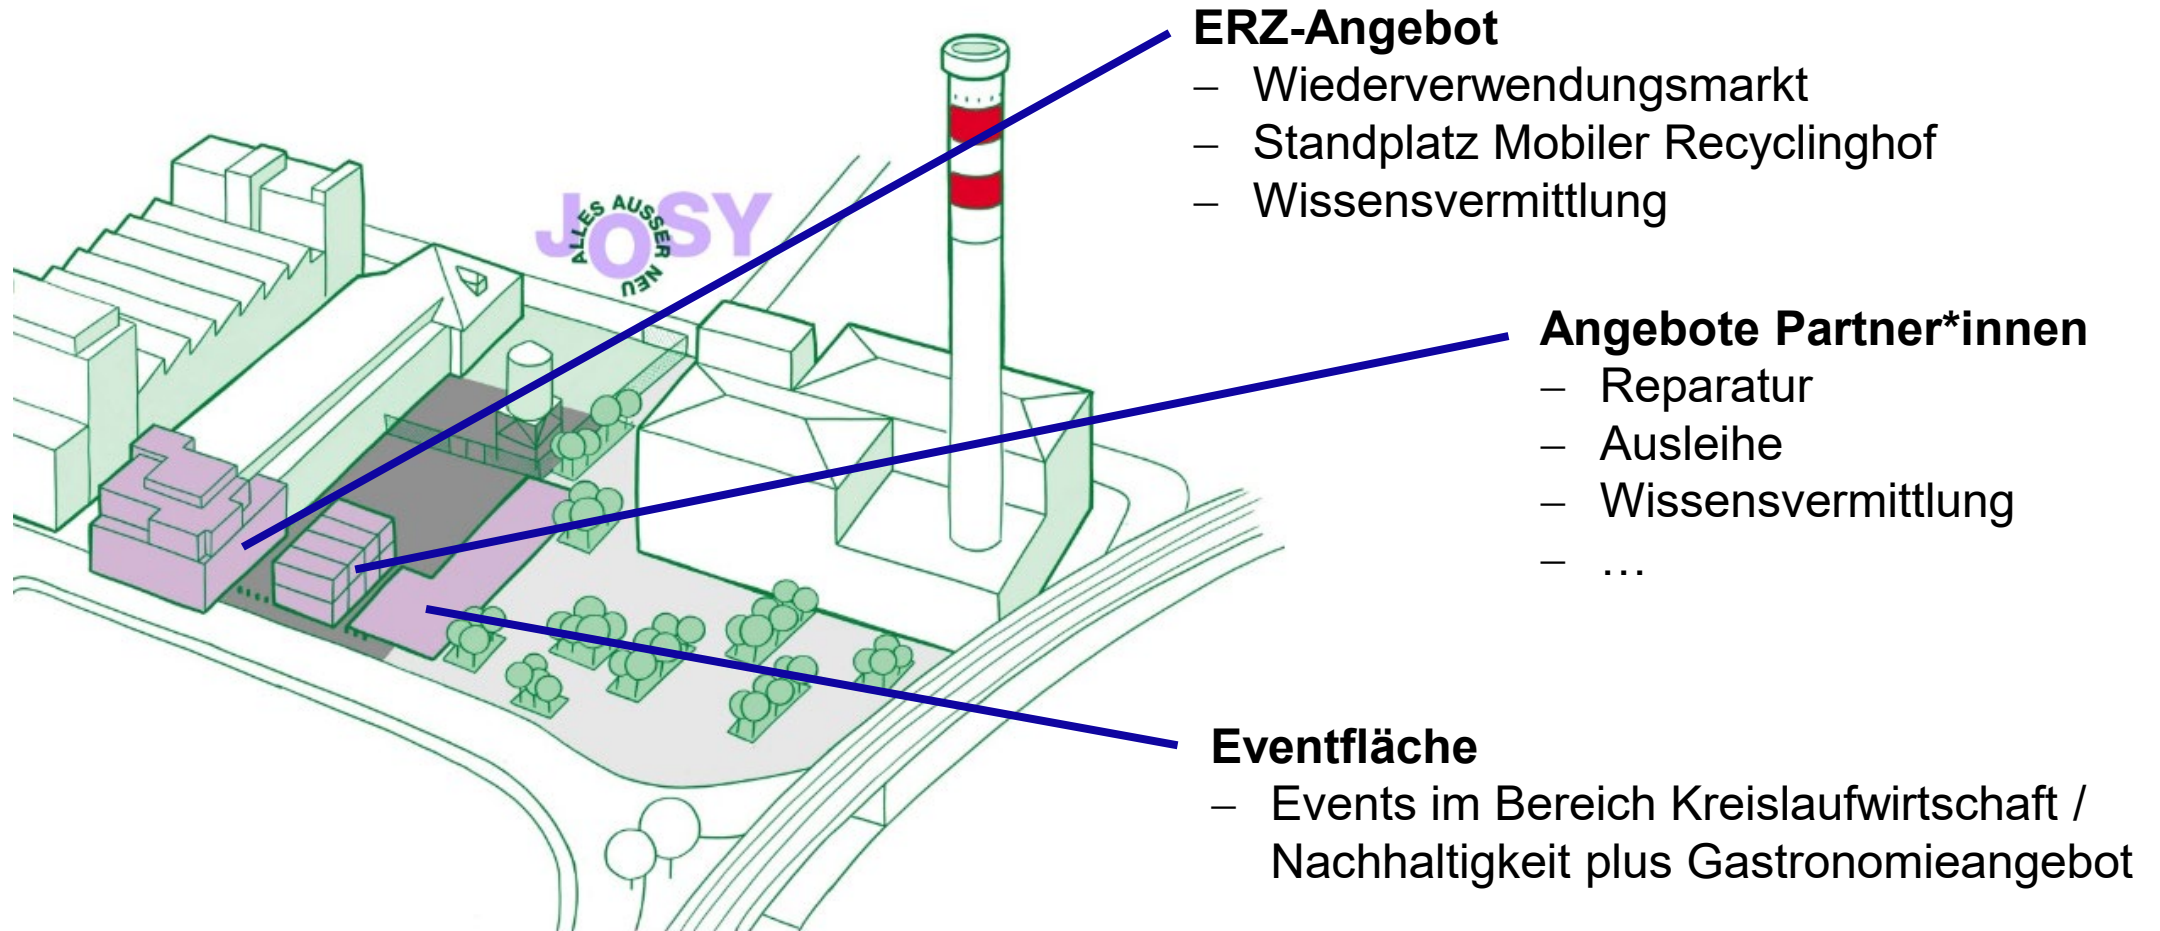 ERZ-Angebot
– Wiederverwendungsmarkt
– Standplatz Mobiler Recyclinghof
– Wissensvermittlung
JOSY
ALLES AUSSER NEU
Angebote Partner*innen
– Reparatur
– Ausleihe
– Wissensvermittlung
– …
Eventfläche
– Events im Bereich Kreislaufwirtschaft /
Nachhaltigkeit plus Gastronomieangebot